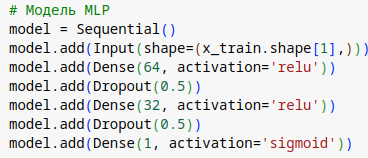 # Модель MLP
model = Sequential()
model.add(Input(shape=(x_train.shape[1],)))
model.add(Dense(64, activation='relu'))
model.add(Dropout(0.5))
model.add(Dense(32, activation='relu'))
model.add(Dropout(0.5))
model.add(Dense(1, activation='sigmoid'))